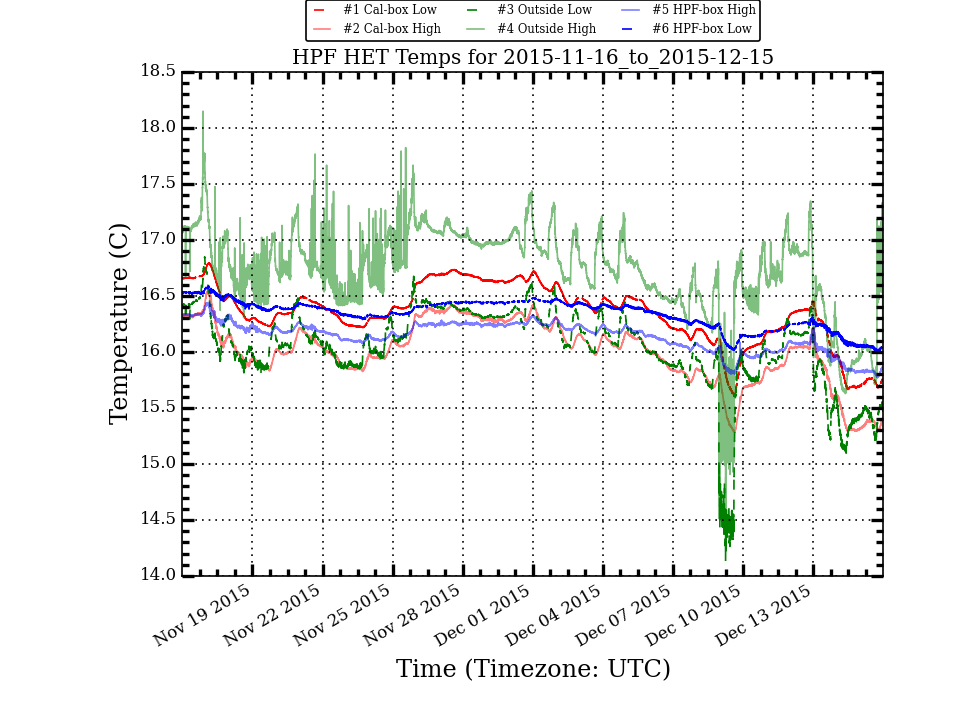 #1 Cal-box Low #3 Outside Low #5 HPF-box High
#2 Cal-box High #4 Outside High #6 HPF-box Low
HPF HET Temps for 2015-11-16_to_2015-12-15
18.5
18.0
17.5
17.0
16.5
16.0
15.5
15.0
14.5
14.0
Temperature (C)
Nov 19 2015 Nov 22 2015 Nov 25 2015 Nov 28 2015 Dec 01 2015 Dec 04 2015 Dec 07 2015 Dec 10 2015 Dec 13 2015
Time (Timezone: UTC)